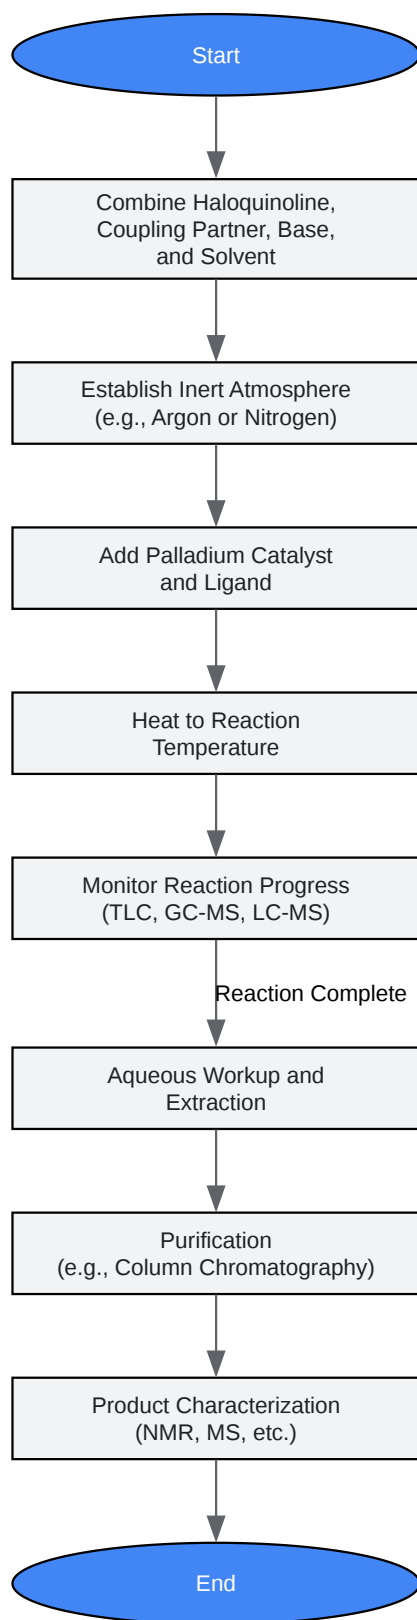 Start
Combine Haloquinoline,
Coupling Partner, Base,
and Solvent
Establish Inert Atmosphere
(e.g., Argon or Nitrogen)
Add Palladium Catalyst
and Ligand
Heat to Reaction
Temperature
Monitor Reaction Progress
(TLC, GC-MS, LC-MS)
Reaction Complete
Aqueous Workup and
Extraction
Purification
(e.g., Column Chromatography)
Product Characterization
(NMR, MS, etc.)
End